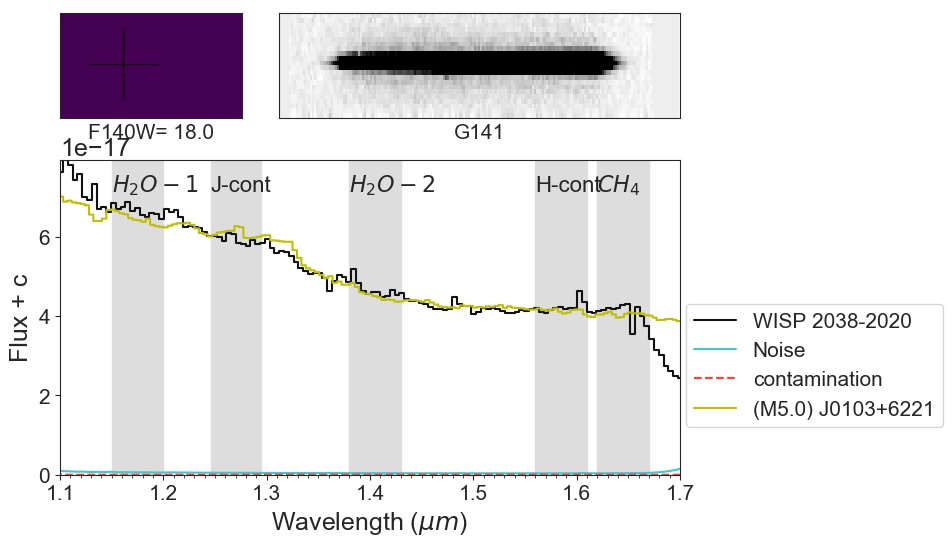 F140W= 18.0
G141
1e−17
H₂O − 1 J-cont H₂O − 2 H-cont CH₄
6
4
2
0
Flux + c
1.1 1.2 1.3 1.4 1.5 1.6 1.7
Wavelength (μm)
WISP 2038-2020
Noise
contamination
(M5.0) J0103+6221